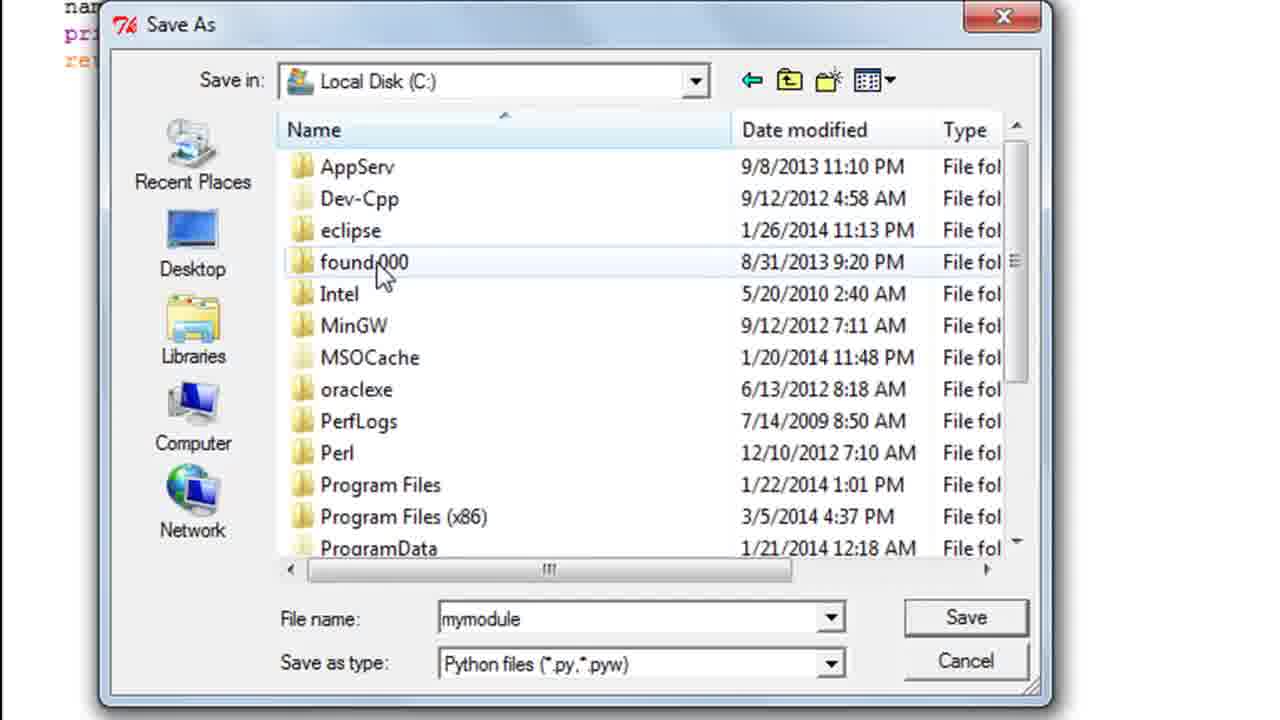 nam
Save As
pri
Save in: Local Disk (C:)
Name Date modified Type
AppServ 9/8/2013 11:10 PM File fol
Dev-Cpp 9/12/2012 4:58 AM File fol
eclipse 1/26/2014 11:13 PM File fol
found.000 8/31/2013 9:20 PM File fol
Intel 5/20/2010 2:40 AM File fol
MinGW 9/12/2012 7:11 AM File fol
MSOCache 1/20/2014 11:48 PM File fol
oraclexe 6/13/2012 8:18 AM File fol
PerfLogs 7/14/2009 8:50 AM File fol
Perl 12/10/2012 7:10 AM File fol
Program Files 1/22/2014 1:01 PM File fol
Program Files (x86) 3/5/2014 4:37 PM File fol
ProgramData 1/21/2014 12:18 AM File fol
Recent Places
Desktop
Libraries
Computer
Network
File name: mymodule Save
Save as type: Python files (*.py,*.pyw) Cancel